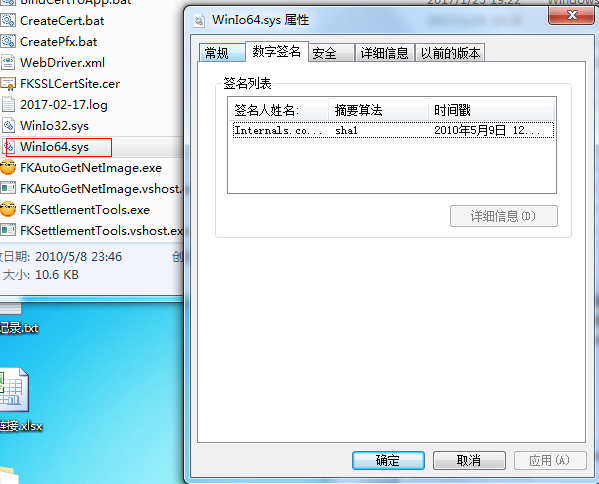 BindCertToApp.bat
CreateCert.bat
CreatePfx.bat
WebDriver.xml
FKSSLCertSite.cer
2017-02-17.log
WinIo32.sys
WinIo64.sys
FKAutoGetNetImage.exe
FKAutoGetNetImage.vshost.
FKSettlementTools.exe
FKSettlementTools.vshost.ex
日期: 2010/5/8 23:46
创
大小: 10.6 KB
记录.txt
连接.xlsx
2017/1/25 19:22
Windows
WinIo64.sys 属性
常规
数字签名
安全
详细信息
以前的版本
签名列表
签名人姓名:
摘要算法
时间戳
Internals.co...
sha1
2010年5月9日 12...
详细信息(D)
确定
取消
应用(A)